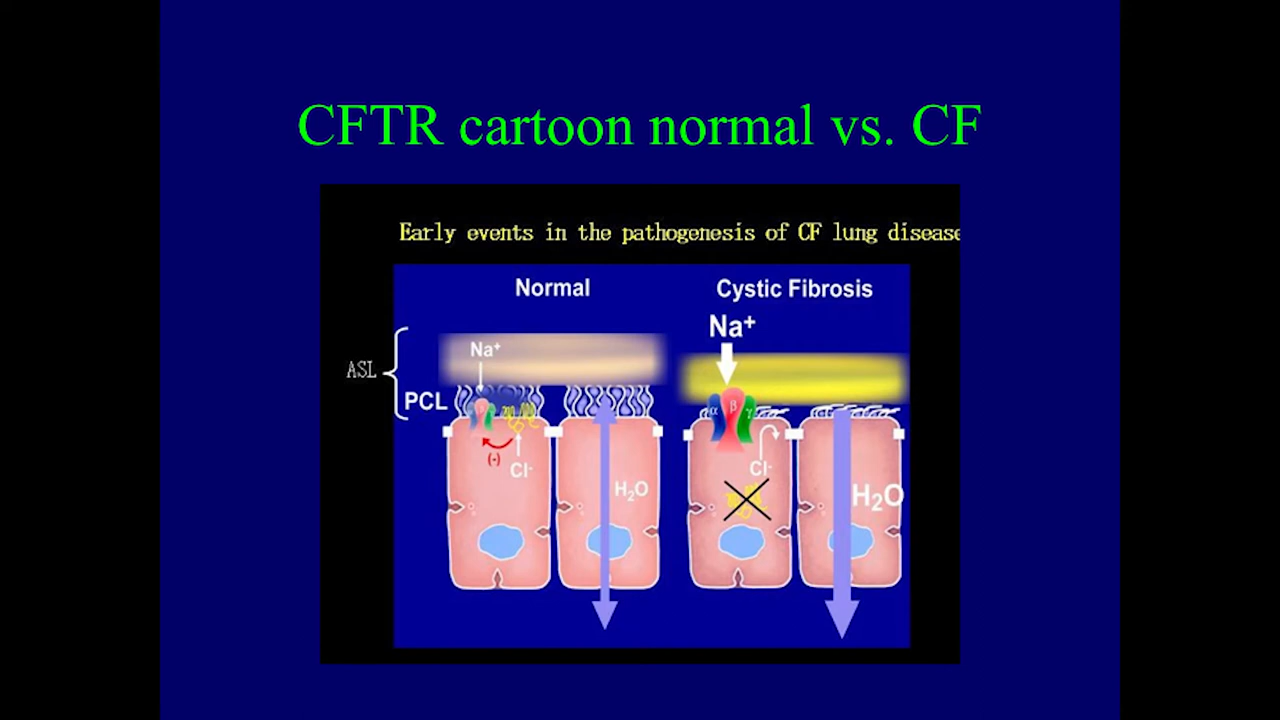 CFTR cartoon normal vs. CF
Early events in the pathogenesis of CF lung disease
Normal
Cystic Fibrosis
ASL
PCL
Na⁺
(-)
Cl⁻
H₂O
Na⁺
α β γ
Cl⁻
H₂O